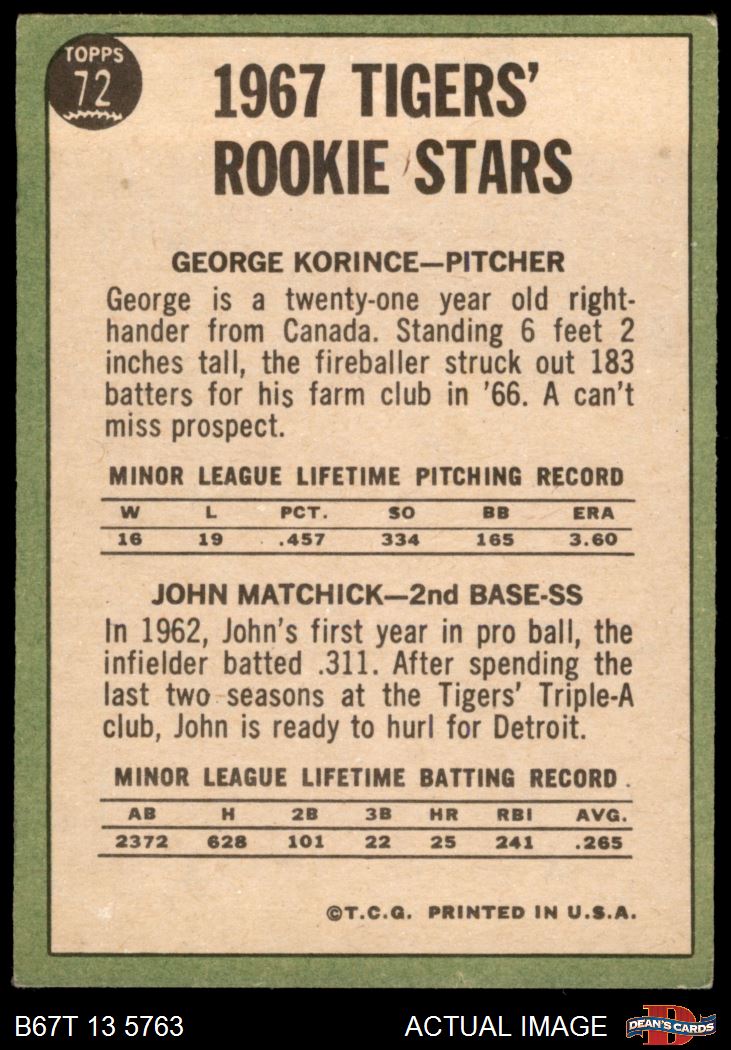 TOPPS
72
1967 TIGERS'
ROOKIE STARS
GEORGE KORINCE—PITCHER
George is a twenty-one year old right-
hander from Canada. Standing 6 feet 2
inches tall, the fireballer struck out 183
batters for his farm club in '66. A can't
miss prospect.
MINOR LEAGUE LIFETIME PITCHING RECORD
W L PCT. SO BB ERA
16 19 .457 334 165 3.60
JOHN MATCHICK—2nd BASE-SS
In 1962, John's first year in pro ball, the
infielder batted .311. After spending the
last two seasons at the Tigers' Triple-A
club, John is ready to hurl for Detroit.
MINOR LEAGUE LIFETIME BATTING RECORD
AB H 2B 3B HR RBI AVG.
2372 628 101 22 25 241 .265
©T.C.G. PRINTED IN U.S.A.
B67T 13 5763 ACTUAL IMAGE DEAN'S CARDS